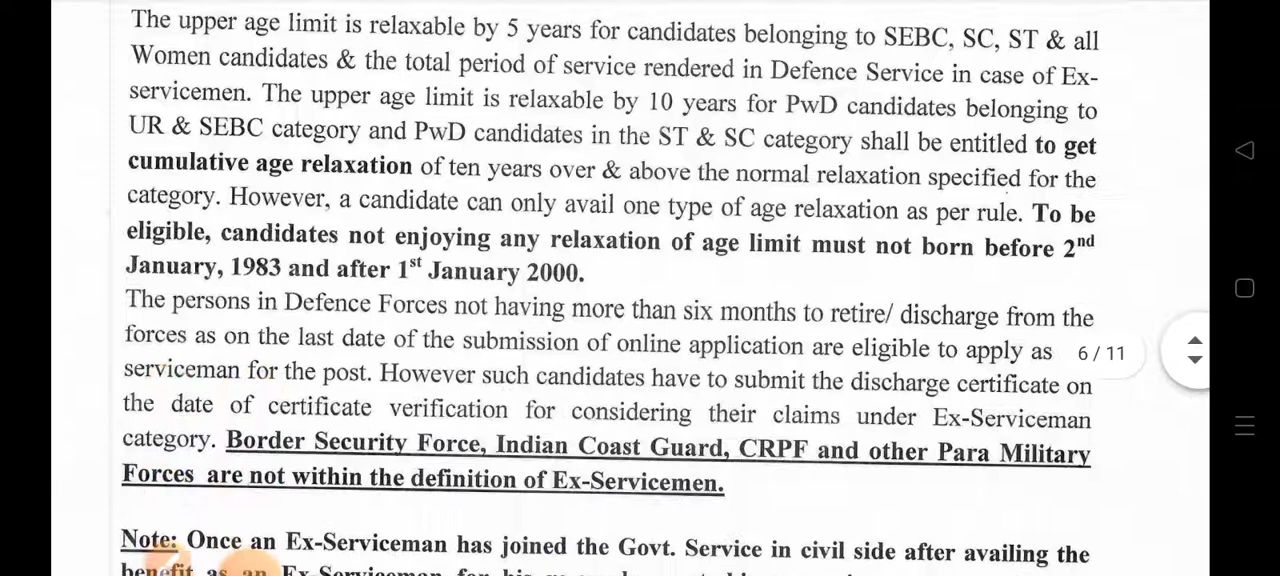 The upper age limit is relaxable by 5 years for candidates belonging to SEBC, SC, ST & all
Women candidates & the total period of service rendered in Defence Service in case of Ex-
servicemen. The upper age limit is relaxable by 10 years for PwD candidates belonging to
UR & SEBC category and PwD candidates in the ST & SC category shall be entitled to get
cumulative age relaxation of ten years over & above the normal relaxation specified for the
category. However, a candidate can only avail one type of age relaxation as per rule. To be
eligible, candidates not enjoying any relaxation of age limit must not born before 2nd
January, 1983 and after 1st January 2000.
The persons in Defence Forces not having more than six months to retire/ discharge from the
forces as on the last date of the submission of online application are eligible to apply as
6 / 11
serviceman for the post. However such candidates have to submit the discharge certificate on
the date of certificate verification for considering their claims under Ex-Serviceman
category. Border Security Force, Indian Coast Guard, CRPF and other Para Military
Forces are not within the definition of Ex-Servicemen.
Note: Once an Ex-Serviceman has joined the Govt. Service in civil side after availing the
benefit as an Ex-Serviceman for his